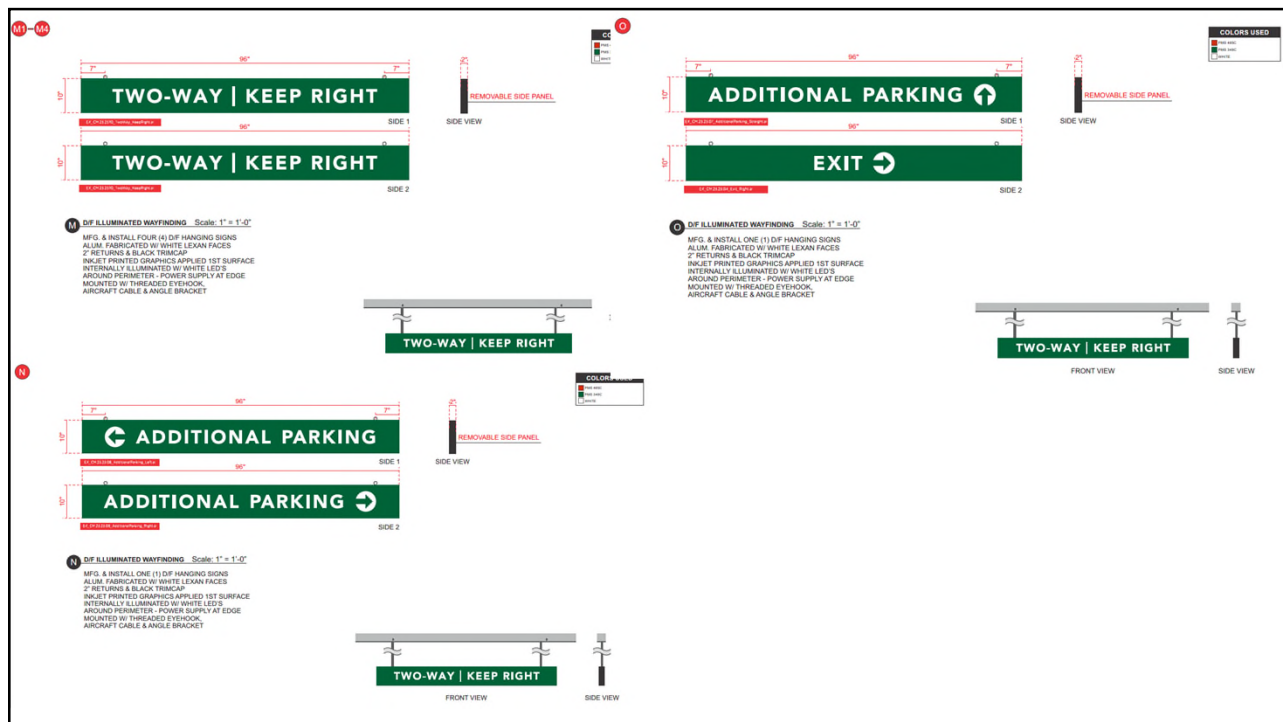 M1-M4
96"
7"
7"
10"
TWO-WAY | KEEP RIGHT
SIDE 1
96"
10"
TWO-WAY | KEEP RIGHT
SIDE 2
2"
REMOVABLE SIDE PANEL
SIDE VIEW
WHITE
M
D/F ILLUMINATED WAYFINDING Scale: 1" = 1'-0"
MFG. & INSTALL FOUR (4) D/F HANGING SIGNS
ALUM. FABRICATED W/ WHITE LEXAN FACES
2" RETURNS & BLACK TRIMCAP
INKJET PRINTED GRAPHICS APPLIED 1ST SURFACE
INTERNALLY ILLUMINATED W/ WHITE LED'S
AROUND PERIMETER - POWER SUPPLY AT EDGE
MOUNTED W/ THREADED EYEHOOK,
AIRCRAFT CABLE & ANGLE BRACKET
TWO-WAY | KEEP RIGHT
O
COLORS USED
WHITE
96"
7"
7"
10"
ADDITIONAL PARKING
SIDE 1
96"
10"
EXIT
SIDE 2
2"
REMOVABLE SIDE PANEL
SIDE VIEW
O
D/F ILLUMINATED WAYFINDING Scale: 1" = 1'-0"
MFG. & INSTALL ONE (1) D/F HANGING SIGNS
ALUM. FABRICATED W/ WHITE LEXAN FACES
2" RETURNS & BLACK TRIMCAP
INKJET PRINTED GRAPHICS APPLIED 1ST SURFACE
INTERNALLY ILLUMINATED W/ WHITE LED'S
AROUND PERIMETER - POWER SUPPLY AT EDGE
MOUNTED W/ THREADED EYEHOOK,
AIRCRAFT CABLE & ANGLE BRACKET
TWO-WAY | KEEP RIGHT
FRONT VIEW
SIDE VIEW
N
COLORS USED
WHITE
96"
7"
7"
10"
ADDITIONAL PARKING
SIDE 1
96"
10"
ADDITIONAL PARKING
SIDE 2
2"
REMOVABLE SIDE PANEL
SIDE VIEW
N
D/F ILLUMINATED WAYFINDING Scale: 1" = 1'-0"
MFG. & INSTALL ONE (1) D/F HANGING SIGNS
ALUM. FABRICATED W/ WHITE LEXAN FACES
2" RETURNS & BLACK TRIMCAP
INKJET PRINTED GRAPHICS APPLIED 1ST SURFACE
INTERNALLY ILLUMINATED W/ WHITE LED'S
AROUND PERIMETER - POWER SUPPLY AT EDGE
MOUNTED W/ THREADED EYEHOOK,
AIRCRAFT CABLE & ANGLE BRACKET
TWO-WAY | KEEP RIGHT
FRONT VIEW
SIDE VIEW